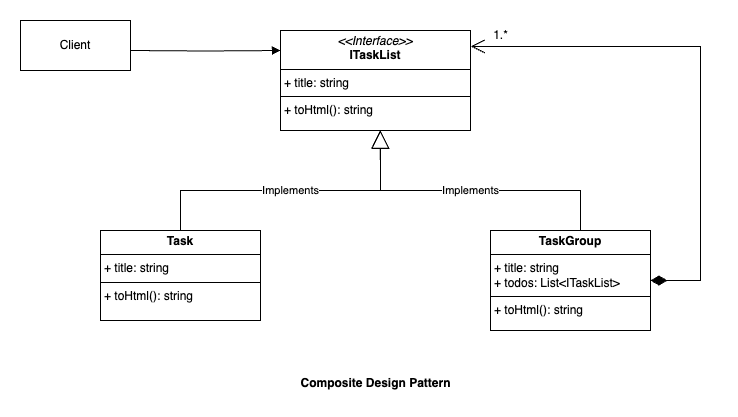 Client
<<Interface>>
ITaskList
+ title: string
+ toHtml(): string
1.*
Implements
Implements
Task
+ title: string
+ toHtml(): string
TaskGroup
+ title: string
+ todos: List<ITaskList>
+ toHtml(): string
Composite Design Pattern